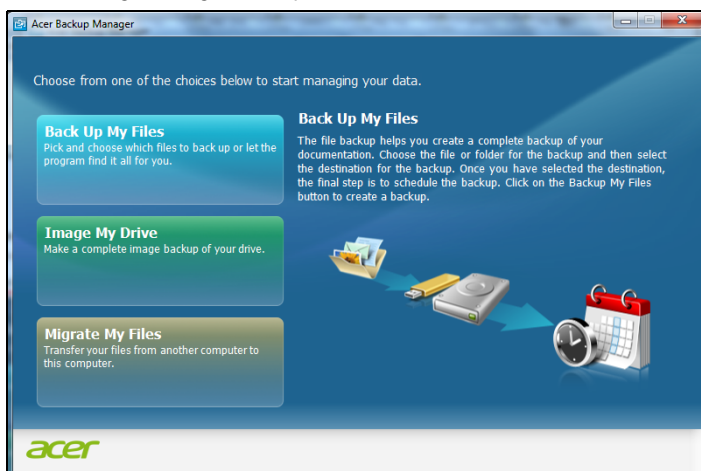 Acer Backup Manager
Choose from one of the choices below to start managing your data.
Back Up My Files
Pick and choose which files to back up or let the
program find it all for you.
Image My Drive
Make a complete image backup of your drive.
Migrate My Files
Transfer your files from another computer to
this computer.
Back Up My Files
The file backup helps you create a complete backup of your
documentation. Choose the file or folder for the backup and then select
the destination for the backup. Once you have selected the destination,
the final step is to schedule the backup. Click on the Backup My Files
button to create a backup.
acer